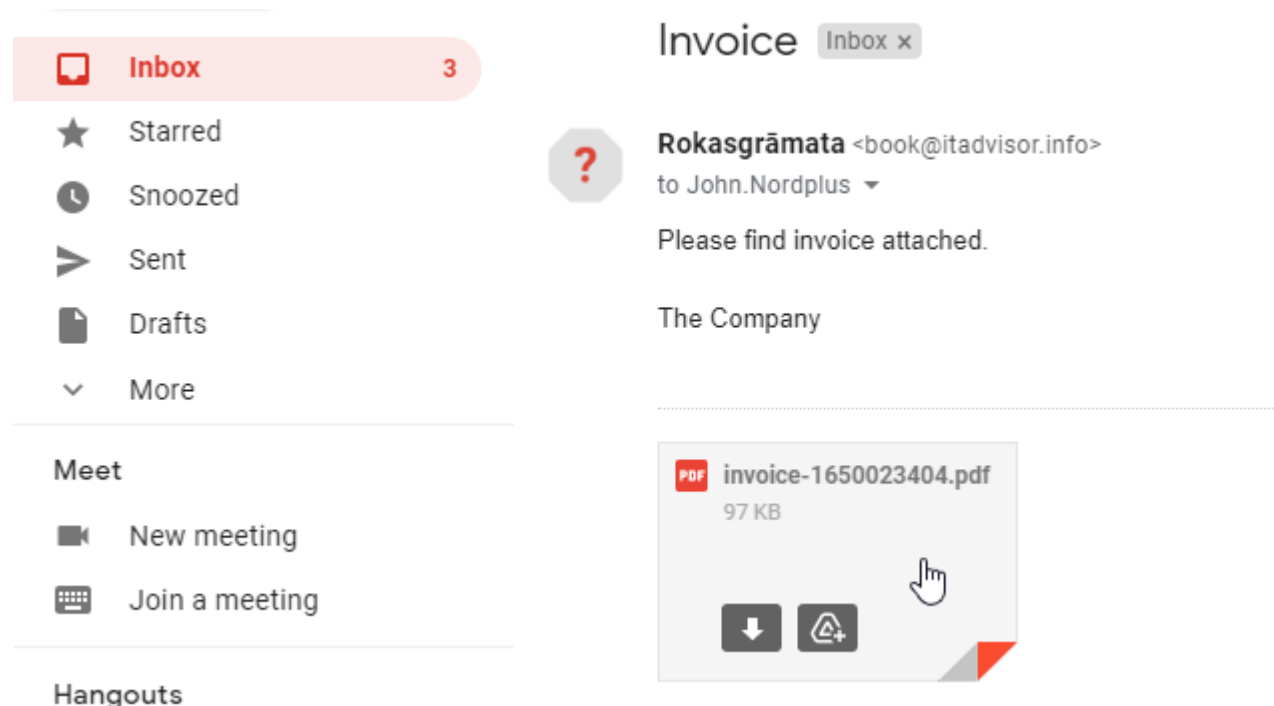 Inbox 3
Starred
Snoozed
Sent
Drafts
More
Meet
New meeting
Join a meeting
Hangouts
Invoice Inbox x
?
Rokasgrāmata <book@itadvisor.info>
to John.Nordplus
Please find invoice attached.
The Company
PDF invoice-1650023404.pdf
97 KB